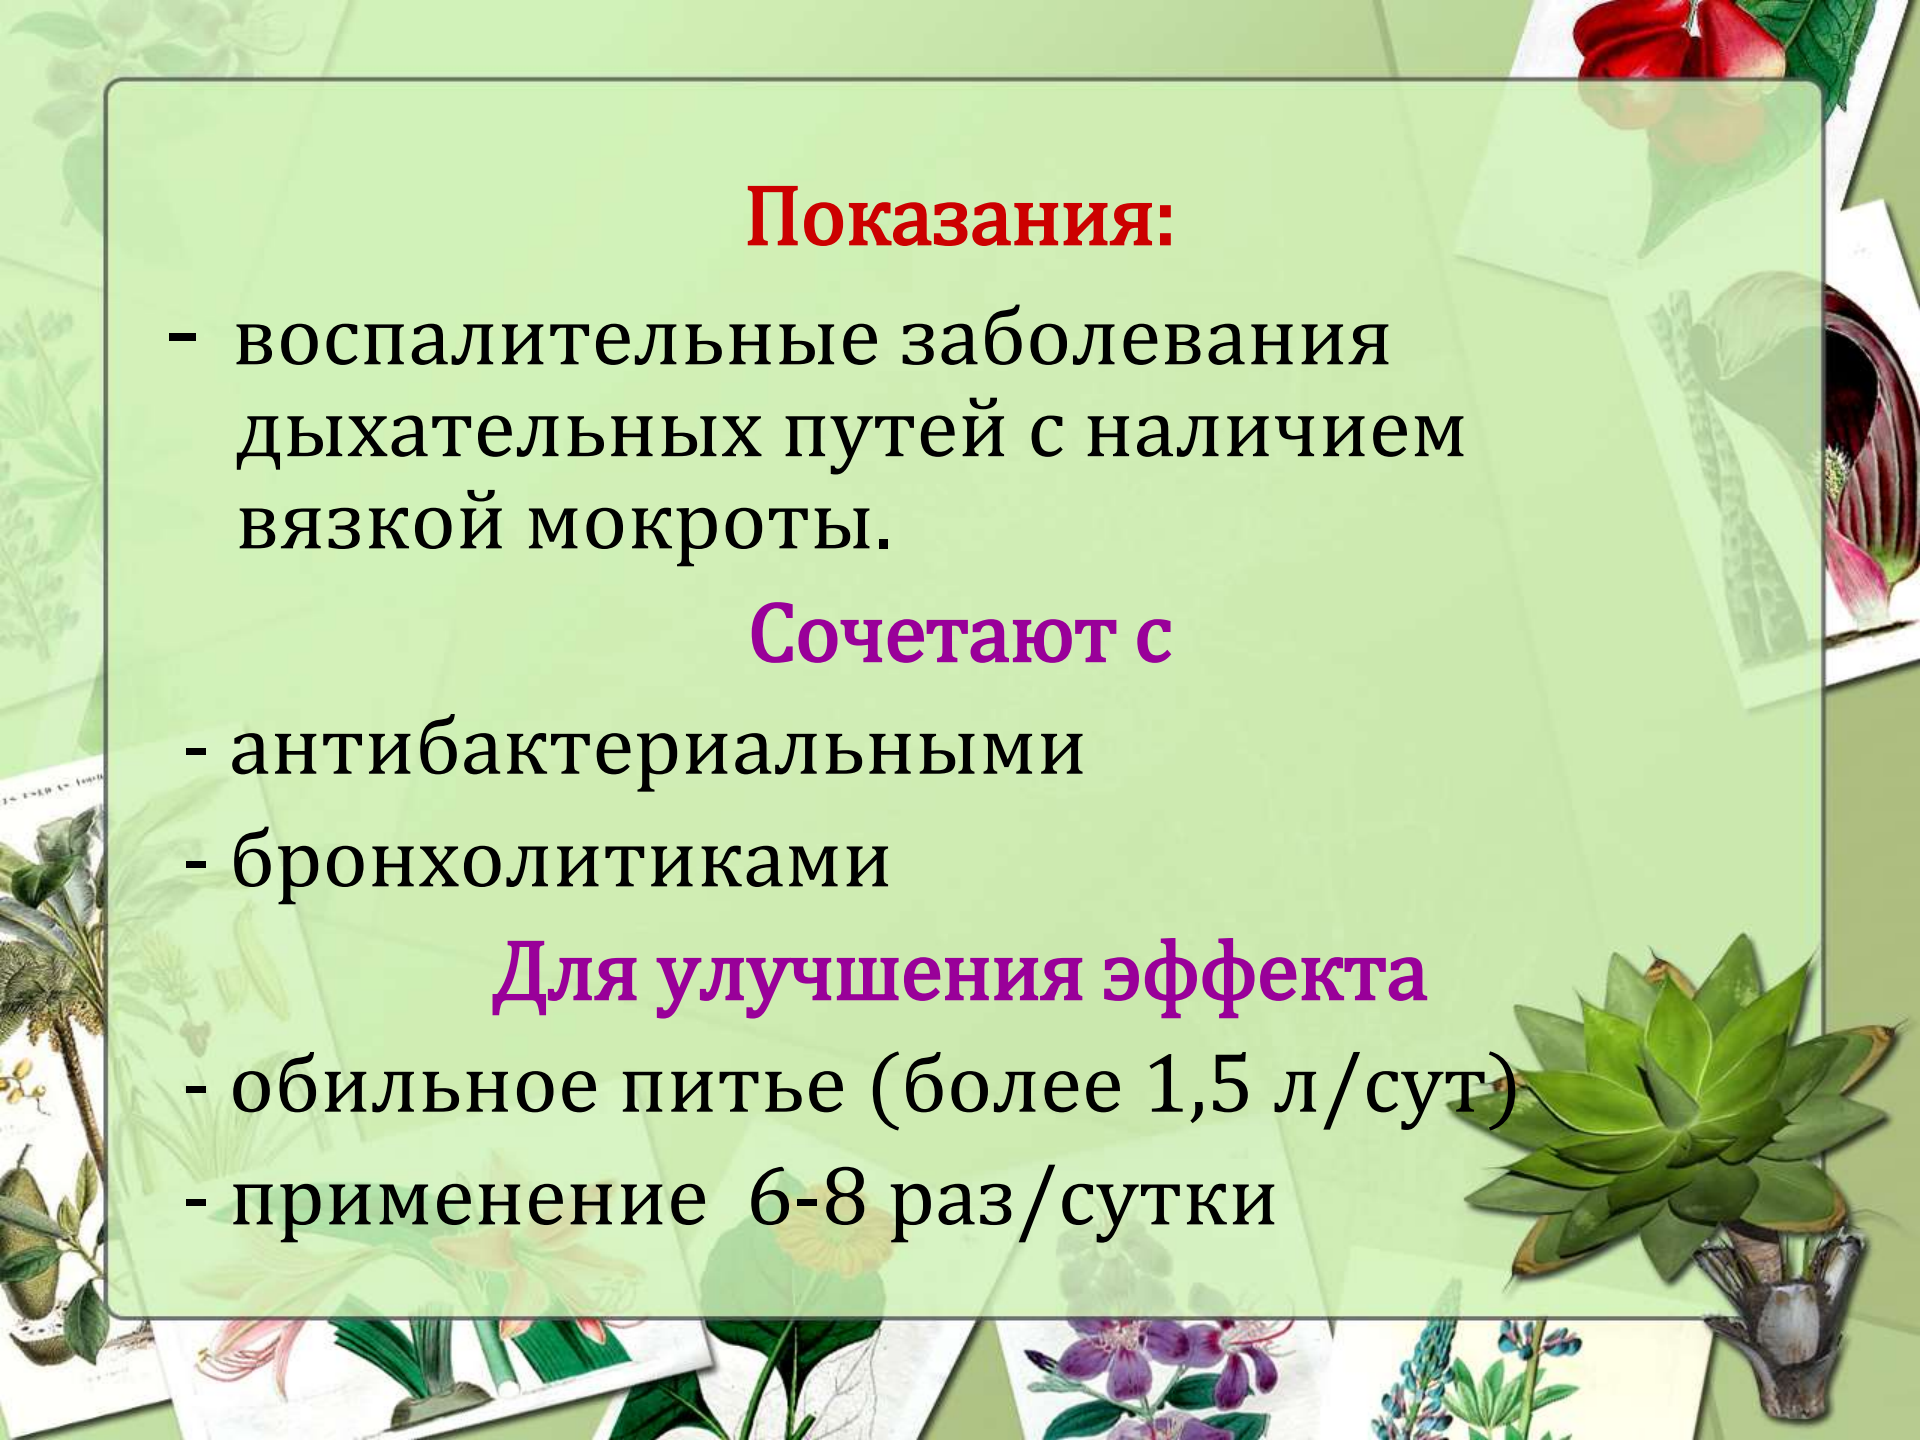 Показания:
- воспалительные заболевания
дыхательных путей с наличием
вязкой мокроты.
Сочетают с
- антибактериальными
- бронхолитиками
Для улучшения эффекта
- обильное питье (более 1,5 л/сут)
- применение  6-8 раз/сутки